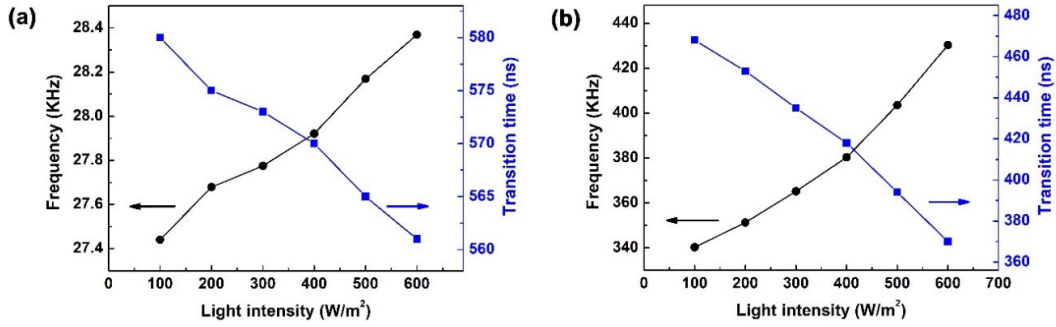 (a)
28.4
28.2
28.0
27.8
27.6
27.4
Frequency (KHz)
0 100 200 300 400 500 600
Light intensity (W/m²)
580
575
570
565
560
Transition time (ns)
(b)
440
420
400
380
360
340
Frequency (KHz)
0 100 200 300 400 500 600 700
Light intensity (W/m²)
480
460
440
420
400
380
360
Transition time (ns)